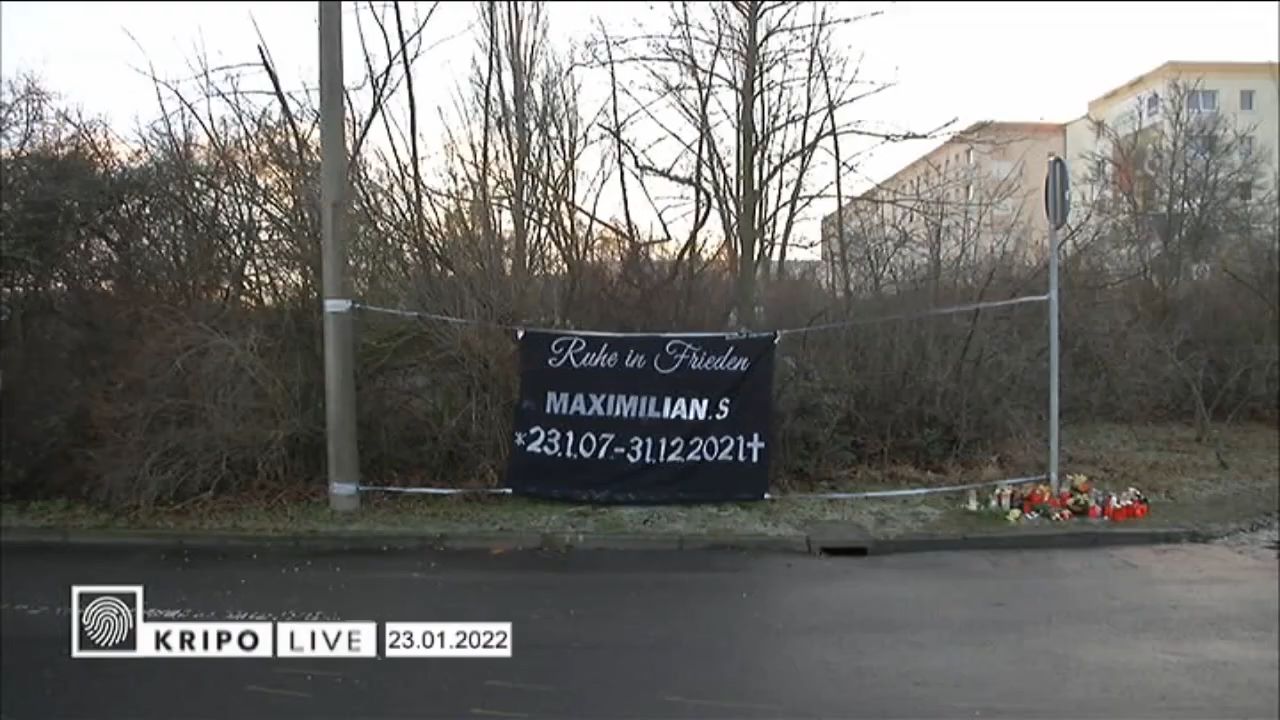 Ruhe in Frieden
MAXIMILIAN.S
*23.1.07-31.12.2021✝
KRIPO LIVE 23.01.2022